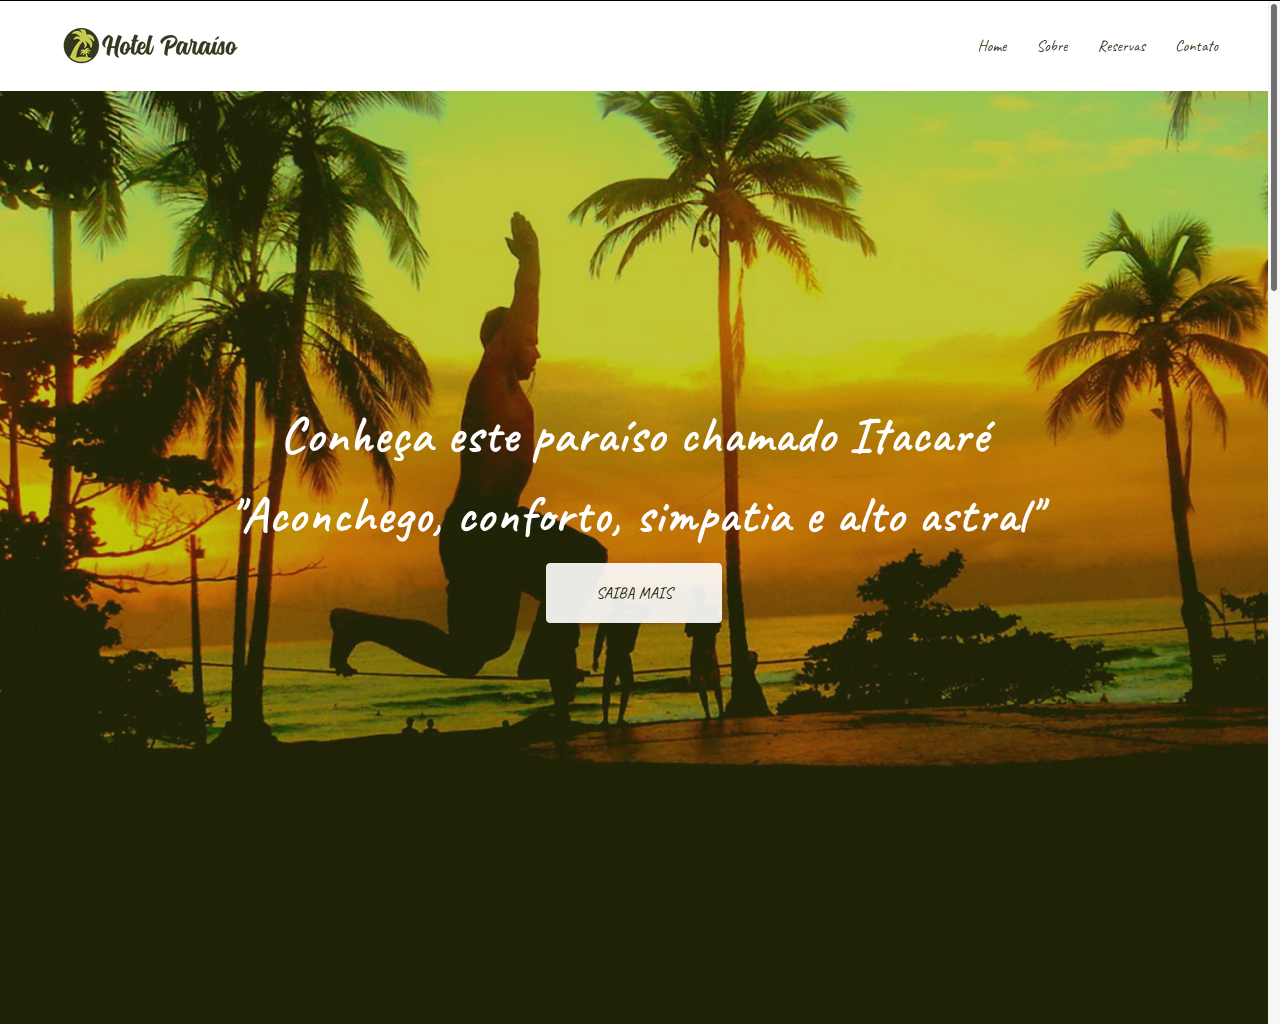 Hotel Paraíso
Home Sobre Reservas Contato
Conheça este paraíso chamado Itacaré
"Aconchego, conforto, simpatia e alto astral"
SAIBA MAIS